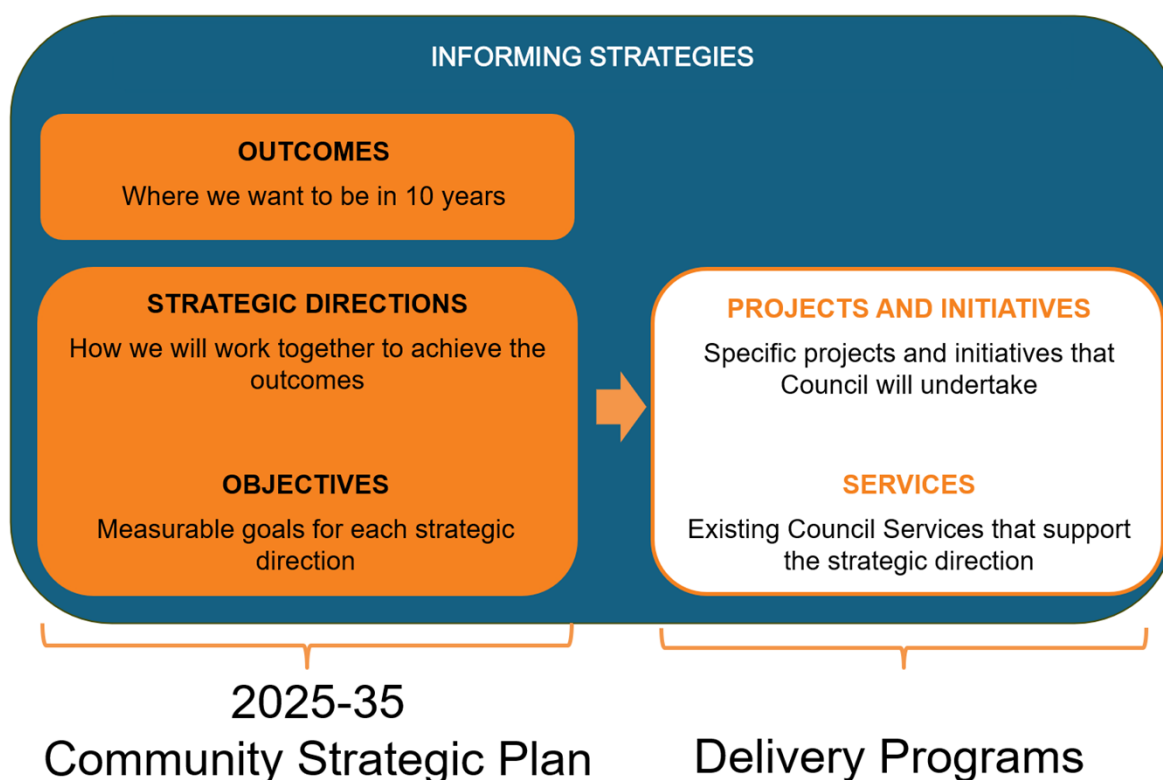 INFORMING STRATEGIES
OUTCOMES
Where we want to be in 10 years
STRATEGIC DIRECTIONS
How we will work together to achieve the
outcomes
OBJECTIVES
Measurable goals for each strategic
direction
PROJECTS AND INITIATIVES
Specific projects and initiatives that
Council will undertake
SERVICES
Existing Council Services that support
the strategic direction
2025-35
Community Strategic Plan
Delivery Programs